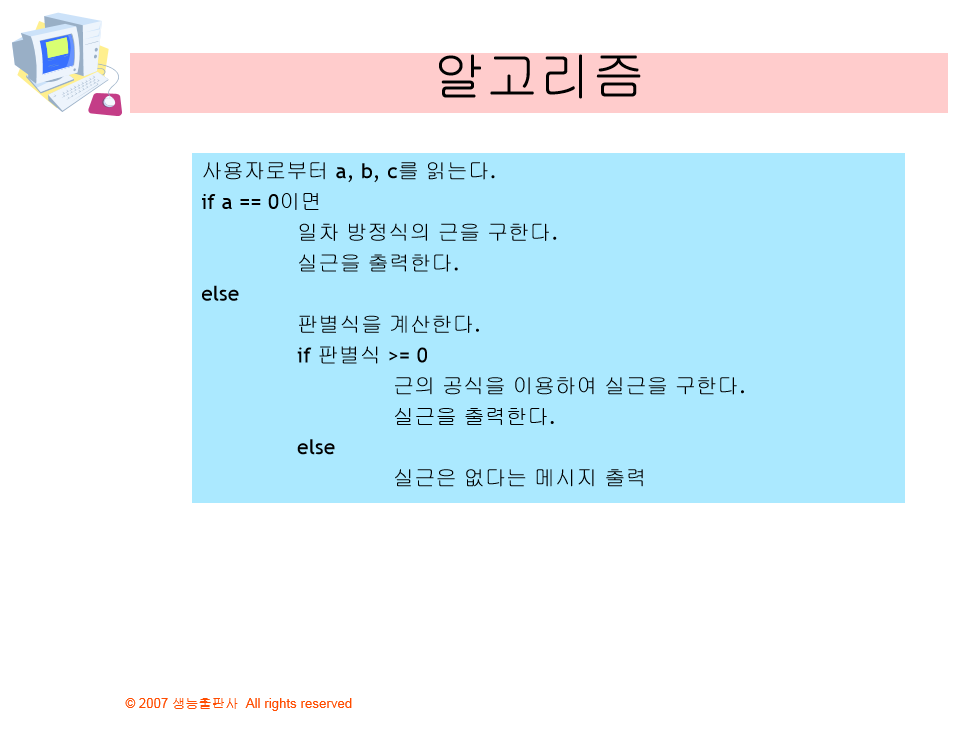 알고리즘
사용자로부터 a, b, c를 읽는다.
if a == 0이면
일차 방정식의 근을 구한다.
실근을 출력한다.
else
판별식을 계산한다.
if 판별식 >= 0
근의 공식을 이용하여 실근을 구한다.
실근을 출력한다.
else
실근은 없다는 메시지 출력
© 2007 생능출판사 All rights reserved